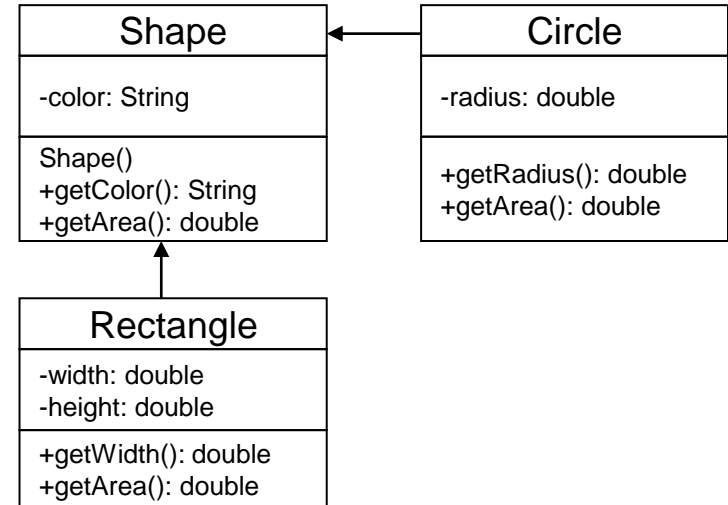 Shape
-color: String
Shape()
+getColor(): String
+getArea(): double
Circle
-radius: double
+getRadius(): double
+getArea(): double
Rectangle
-width: double
-height: double
+getWidth(): double
+getArea(): double